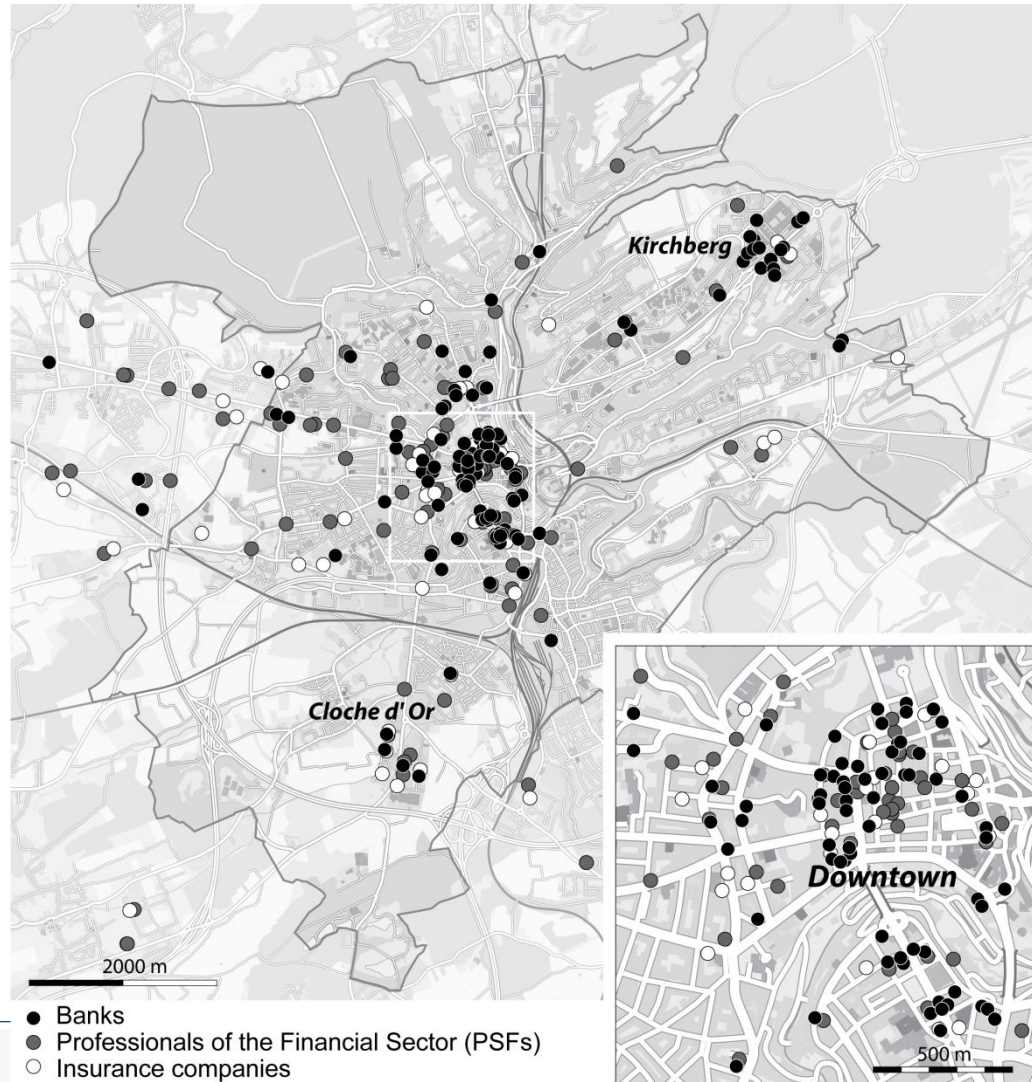 Kirchberg
Cloche d' Or
Downtown
2000 m
500 m
Banks
Professionals of the Financial Sector (PSFs)
Insurance companies